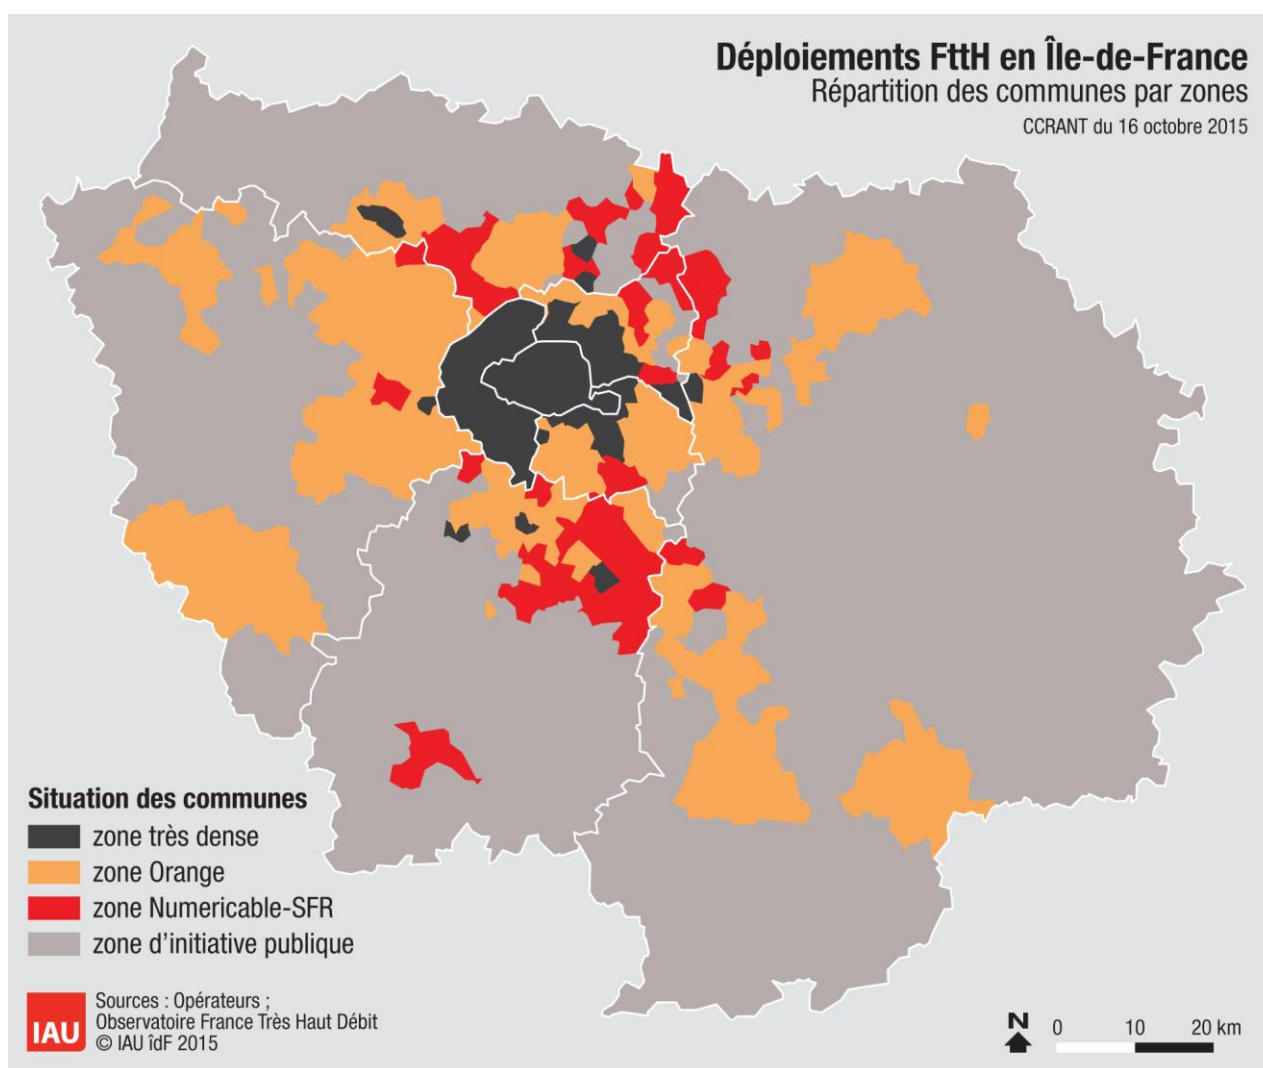 Déploiements FttH en Île-de-France
Répartition des communes par zones
CCRANT du 16 octobre 2015
Situation des communes
zone très dense
zone Orange
zone Numericable-SFR
zone d'initiative publique
IAU
Sources : Opérateurs ;
Observatoire France Très Haut Débit
© IAU îdF 2015
N
0 10 20 km